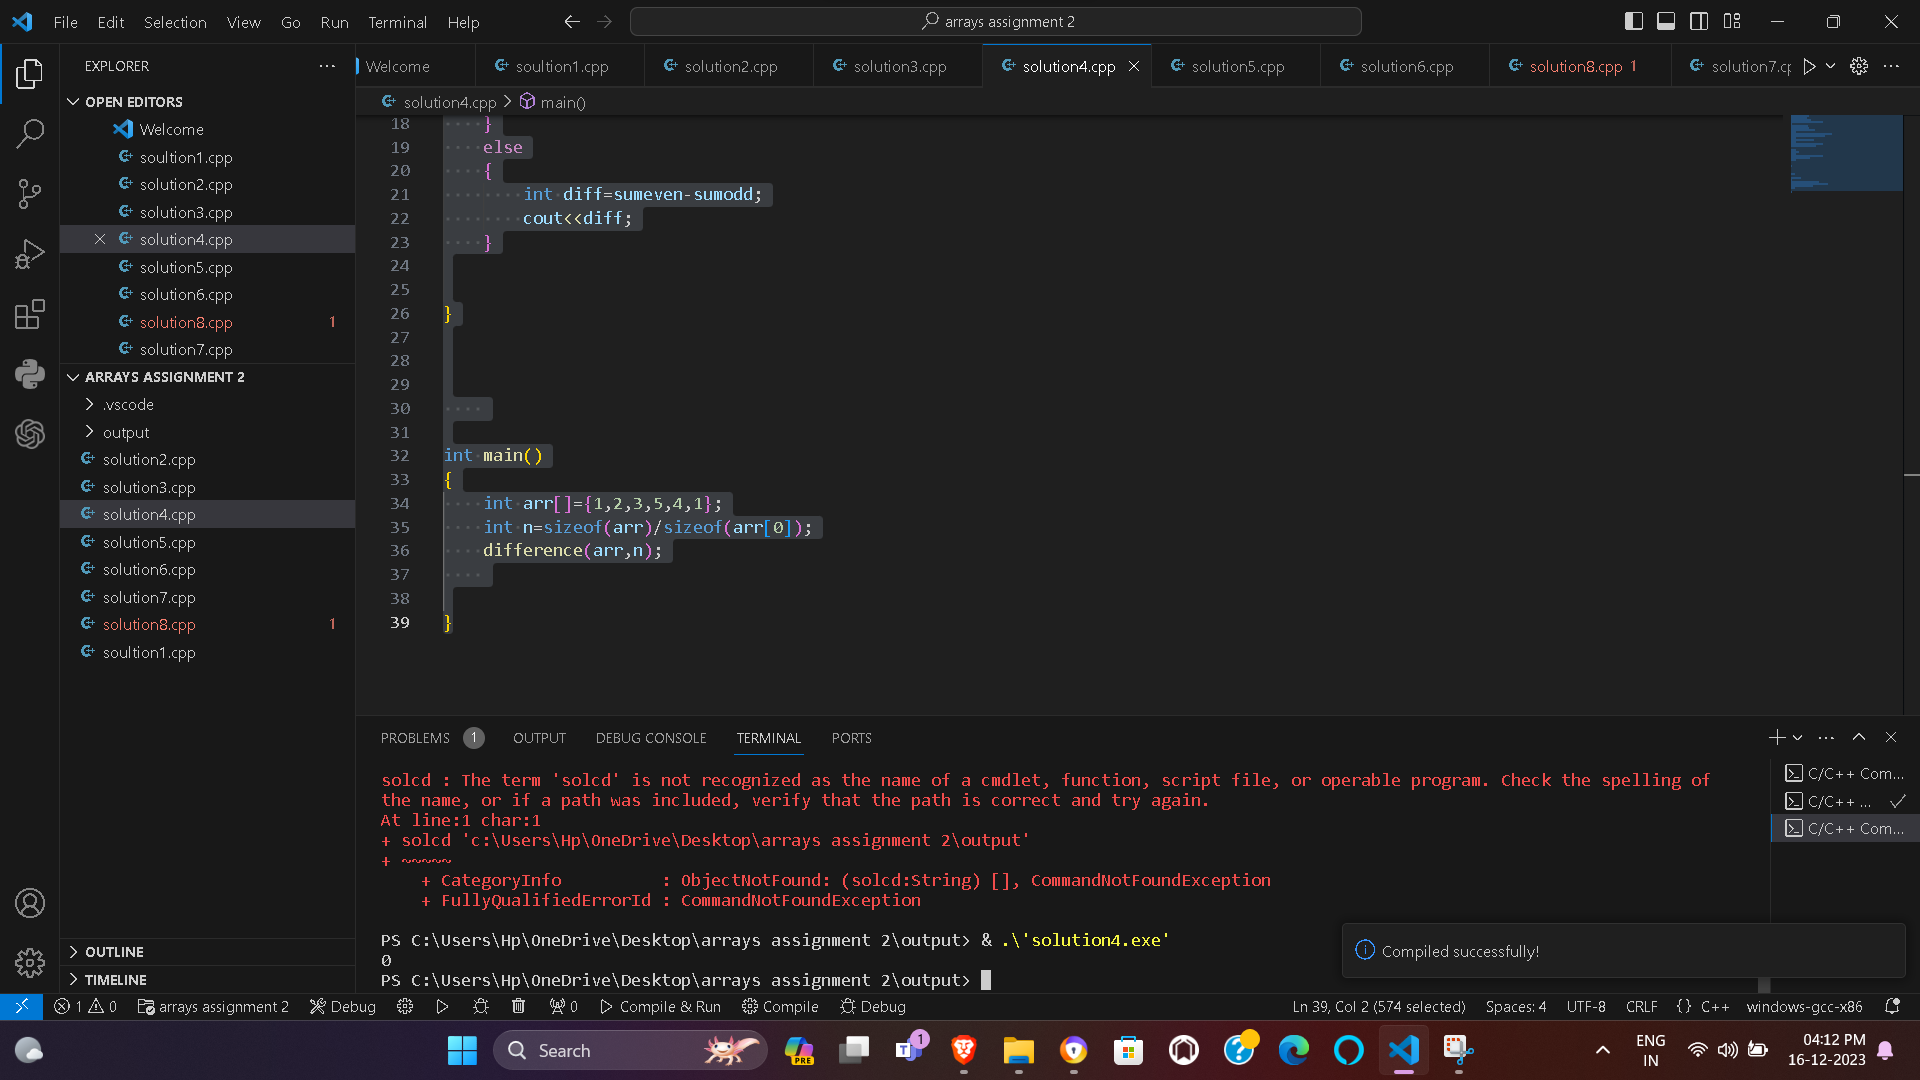 File Edit Selection View Go Run Terminal Help
arrays assignment 2
EXPLORER
OPEN EDITORS
Welcome
soultion1.cpp
solution2.cpp
solution3.cpp
solution4.cpp
solution5.cpp
solution6.cpp
solution8.cpp 1
solution7.cpp
ARRAYS ASSIGNMENT 2
.vscode
output
solution2.cpp
solution3.cpp
solution4.cpp
solution5.cpp
solution6.cpp
solution7.cpp
solution8.cpp 1
soultion1.cpp
OUTLINE
TIMELINE
Welcome soultion1.cpp solution2.cpp solution3.cpp solution4.cpp solution5.cpp solution6.cpp solution8.cpp 1 solution7.cp
solution4.cpp > main()
18 }
19 else
20 {
21 int diff=sumeven-sumodd;
22 cout<<diff;
23 }
24
25
26 }
27
28
29
30
31
32 int main()
33 {
34 int arr[]={1,2,3,5,4,1};
35 int n=sizeof(arr)/sizeof(arr[0]);
36 difference(arr,n);
37
38
39 }
PROBLEMS 1 OUTPUT DEBUG CONSOLE TERMINAL PORTS
solcd : The term 'solcd' is not recognized as the name of a cmdlet, function, script file, or operable program. Check the spelling of
the name, or if a path was included, verify that the path is correct and try again.
At line:1 char:1
+ solcd 'c:\Users\Hp\OneDrive\Desktop\arrays assignment 2\output'
+ ~~~~~
+ CategoryInfo : ObjectNotFound: (solcd:String) [], CommandNotFoundException
+ FullyQualifiedErrorId : CommandNotFoundException
PS C:\Users\Hp\OneDrive\Desktop\arrays assignment 2\output> & .\'solution4.exe'
0
PS C:\Users\Hp\OneDrive\Desktop\arrays assignment 2\output>
C/C++ Com...
C/C++ ...
C/C++ Com...
Compiled successfully!
1 0 arrays assignment 2 Debug 0 Compile & Run Compile Debug Ln 39, Col 2 (574 selected) Spaces: 4 UTF-8 CRLF {} C++ windows-gcc-x86
Search PRE T 1 ENG
IN 04:12 PM
16-12-2023